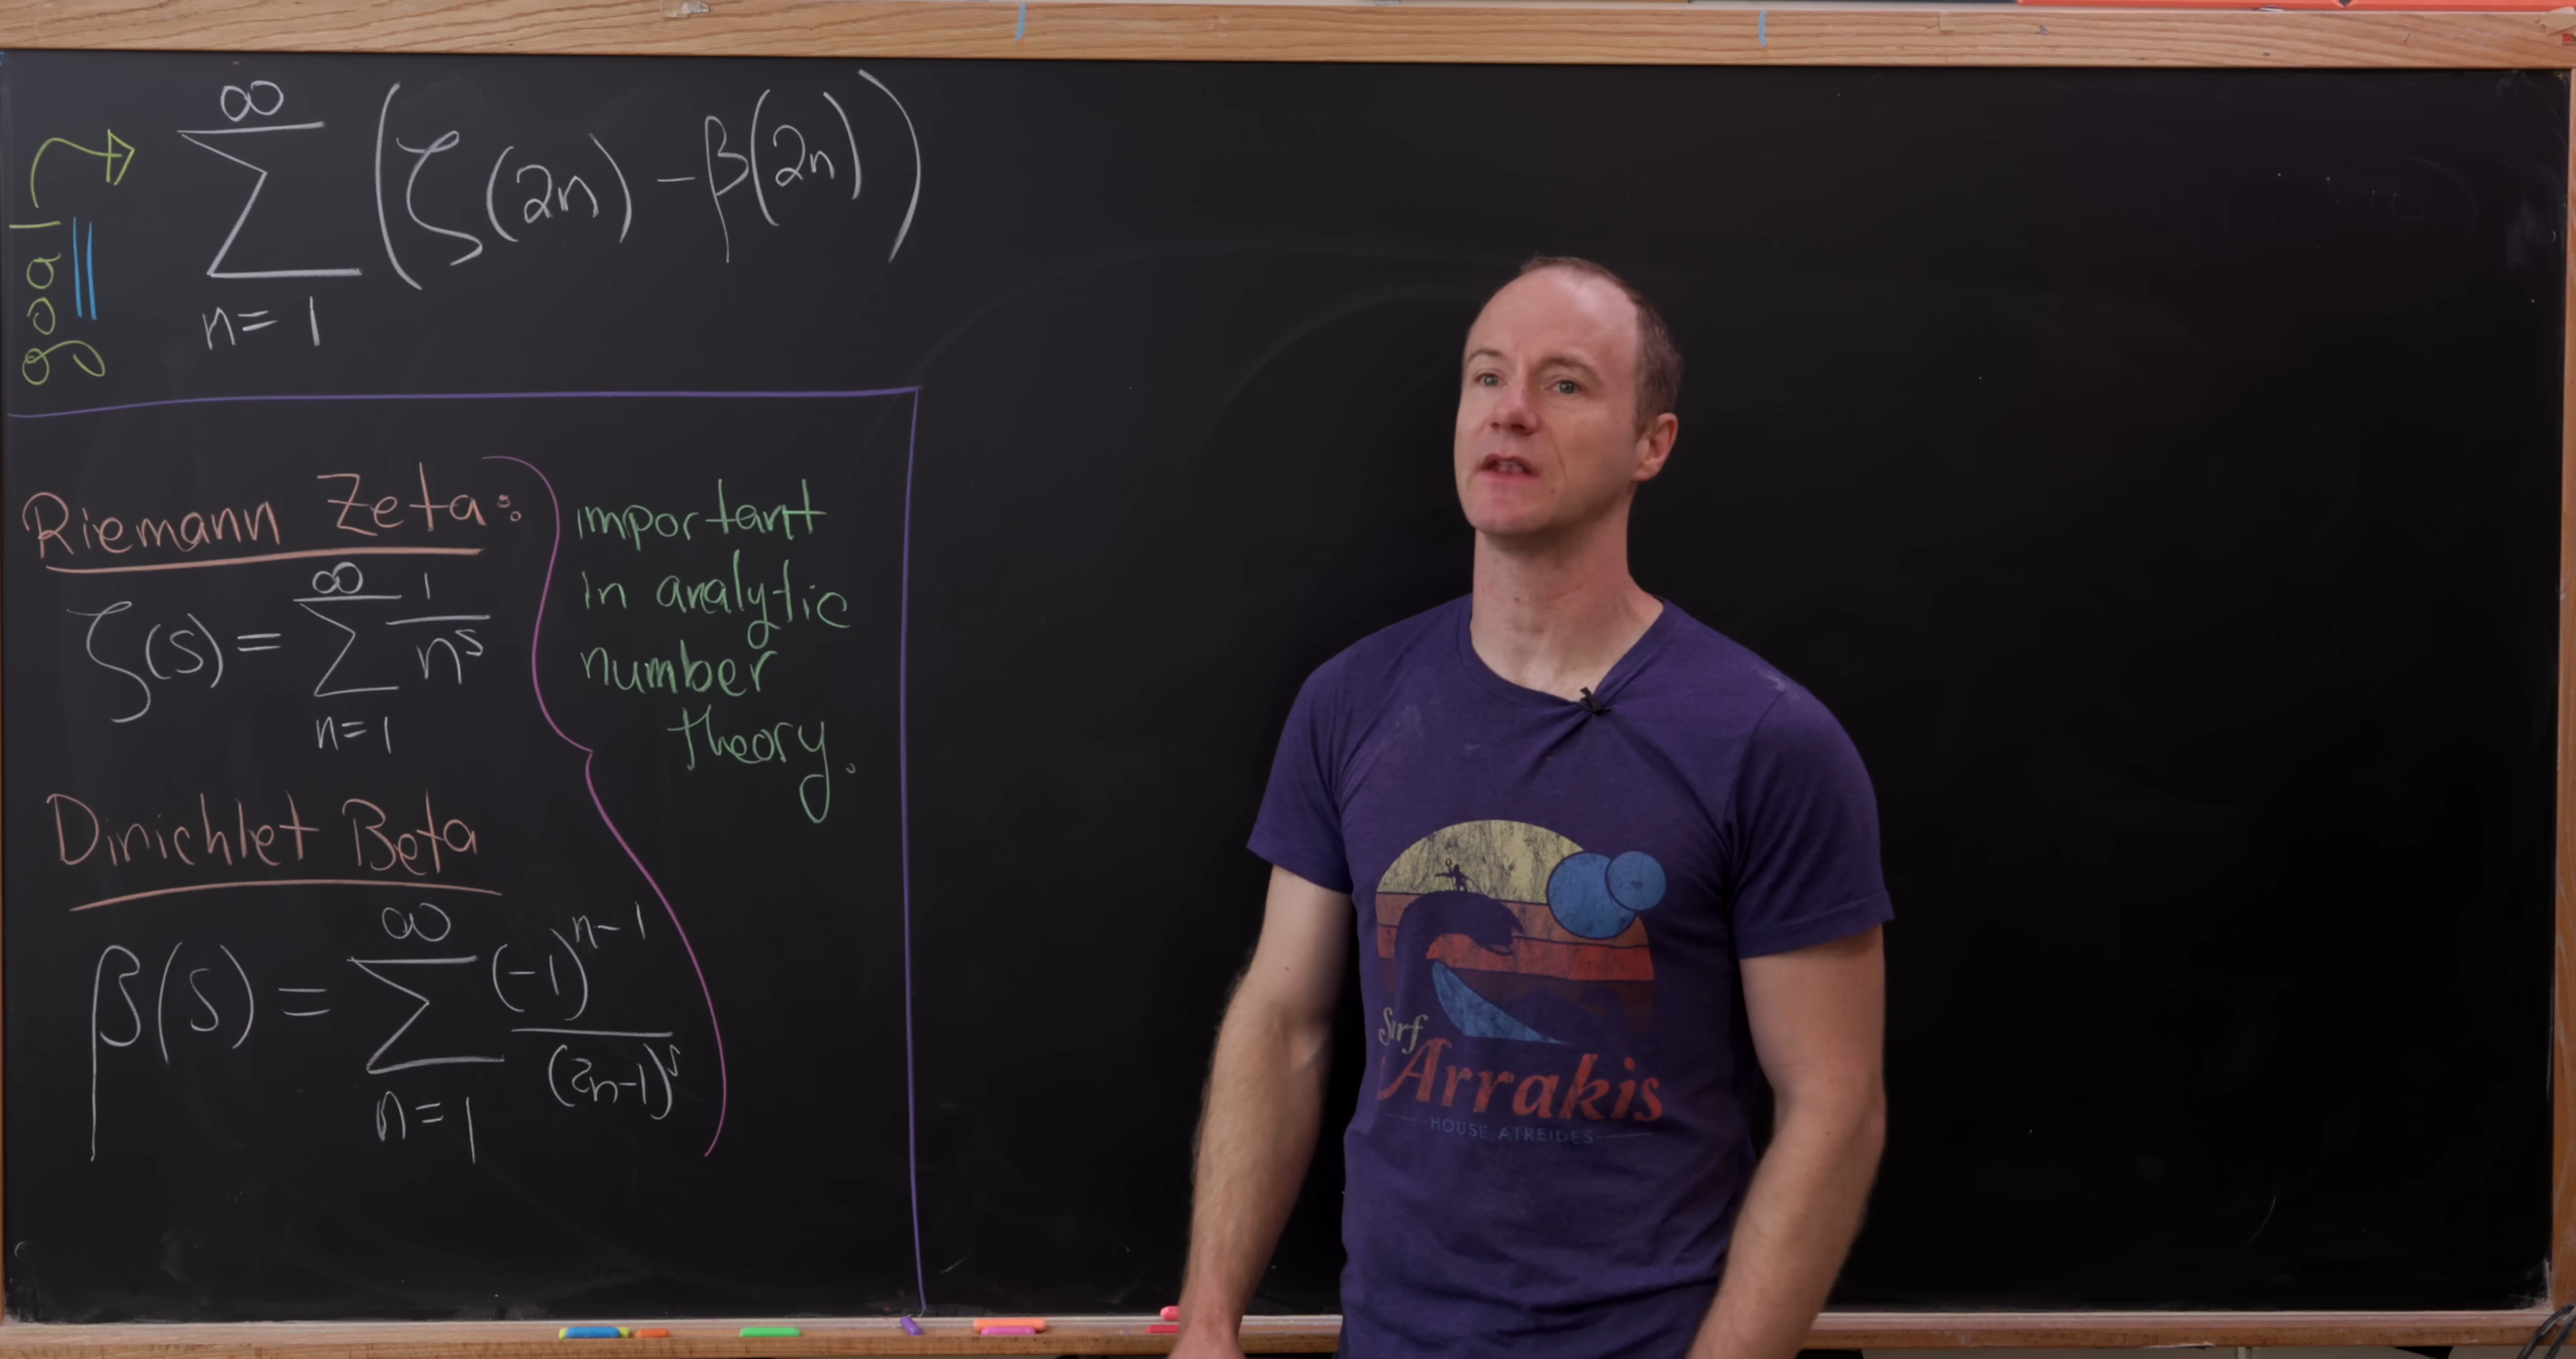 goal
∞
∑ (ζ(2n) - β(2n))
n=1
Riemann Zeta:
ζ(s) = ∑ 1/n^s
∞
n=1
important
in analytic
number
theory.
Dirichlet Beta
∞
β(s) = ∑ (-1)^(n-1) / (2n-1)^s
n=1
Surf
Arrakis
HOUSE ATREIDES